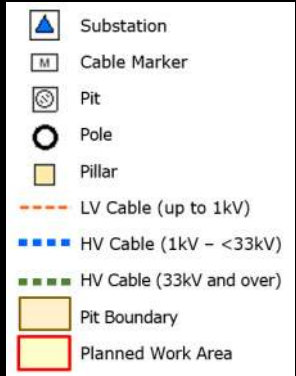 Substation
M Cable Marker
Pit
Pole
Pillar
LV Cable (up to 1kV)
HV Cable (1kV – <33kV)
HV Cable (33kV and over)
Pit Boundary
Planned Work Area